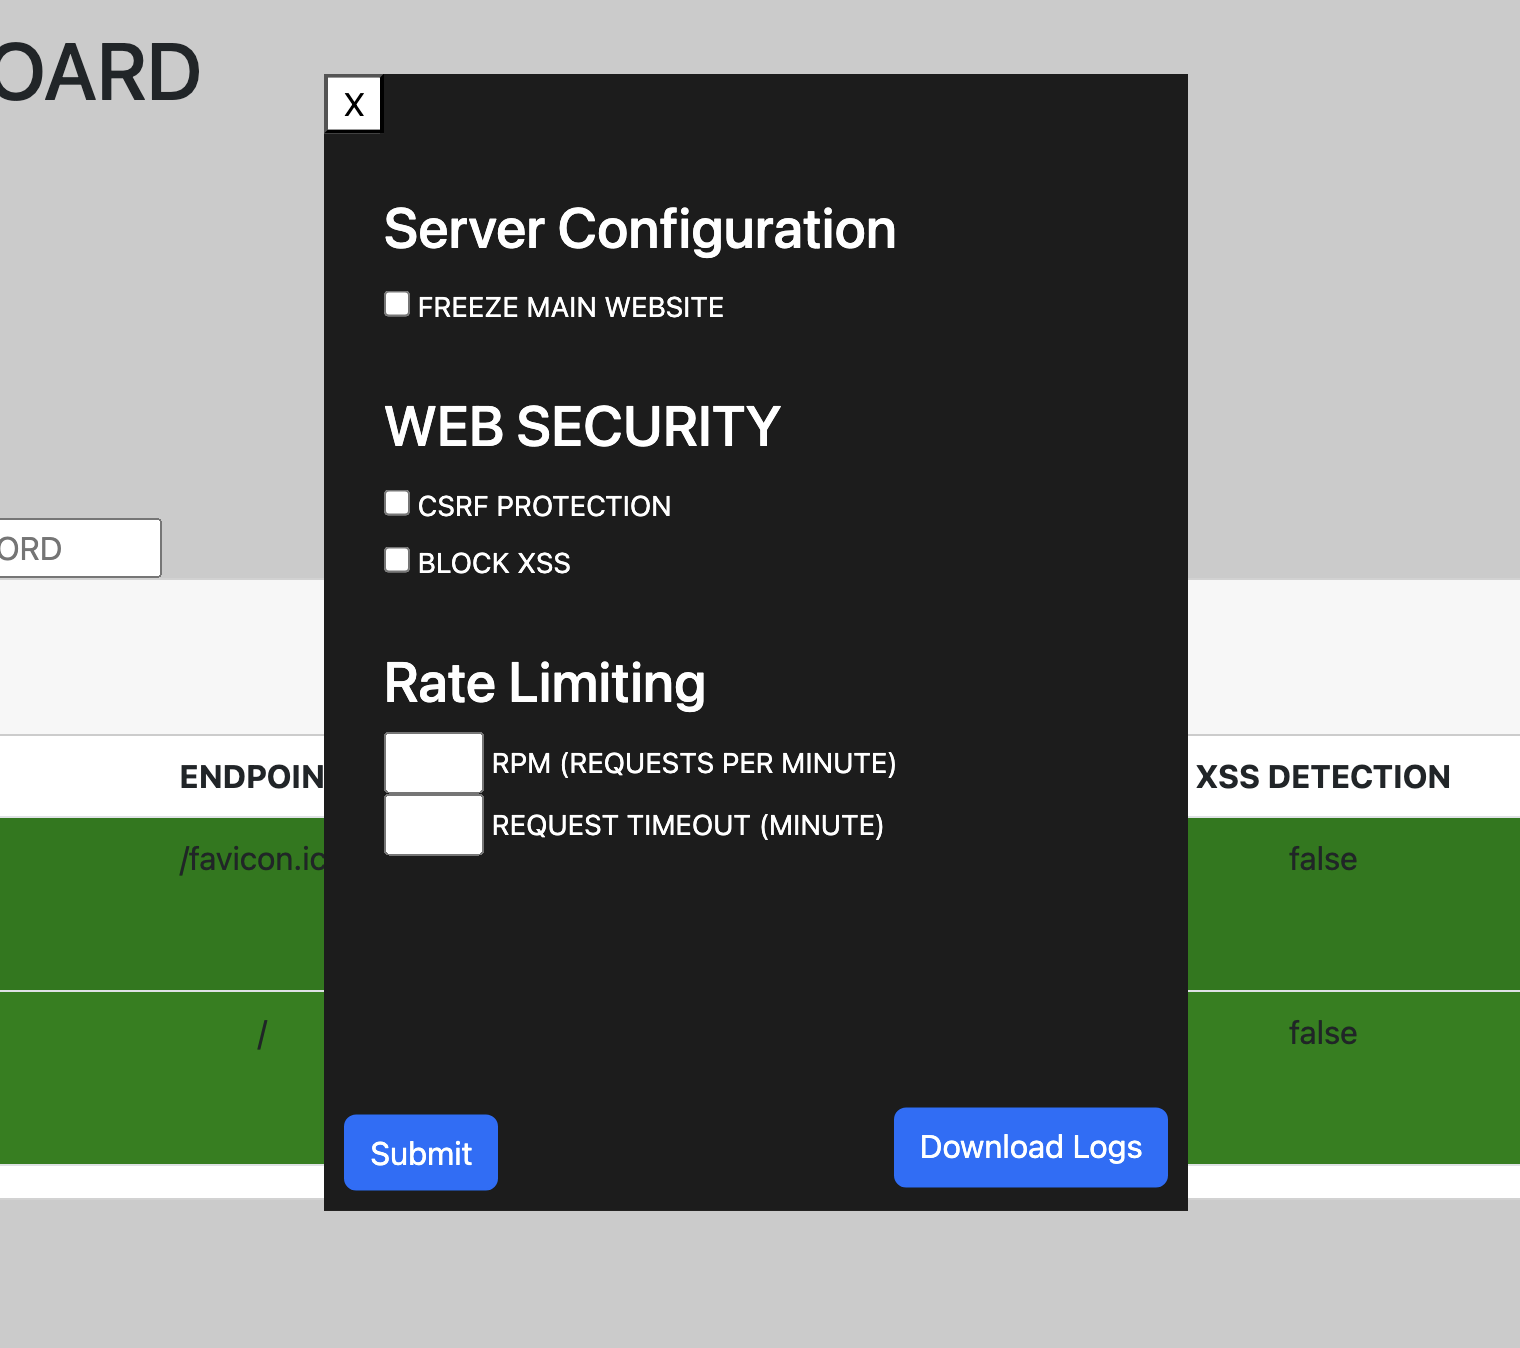 OARD
X
Server Configuration
FREEZE MAIN WEBSITE
WEB SECURITY
CSRF PROTECTION
BLOCK XSS
ORD
Rate Limiting
RPM (REQUESTS PER MINUTE)
REQUEST TIMEOUT (MINUTE)
ENDPOIN
XSS DETECTION
/favicon.ic
false
/
false
Submit
Download Logs